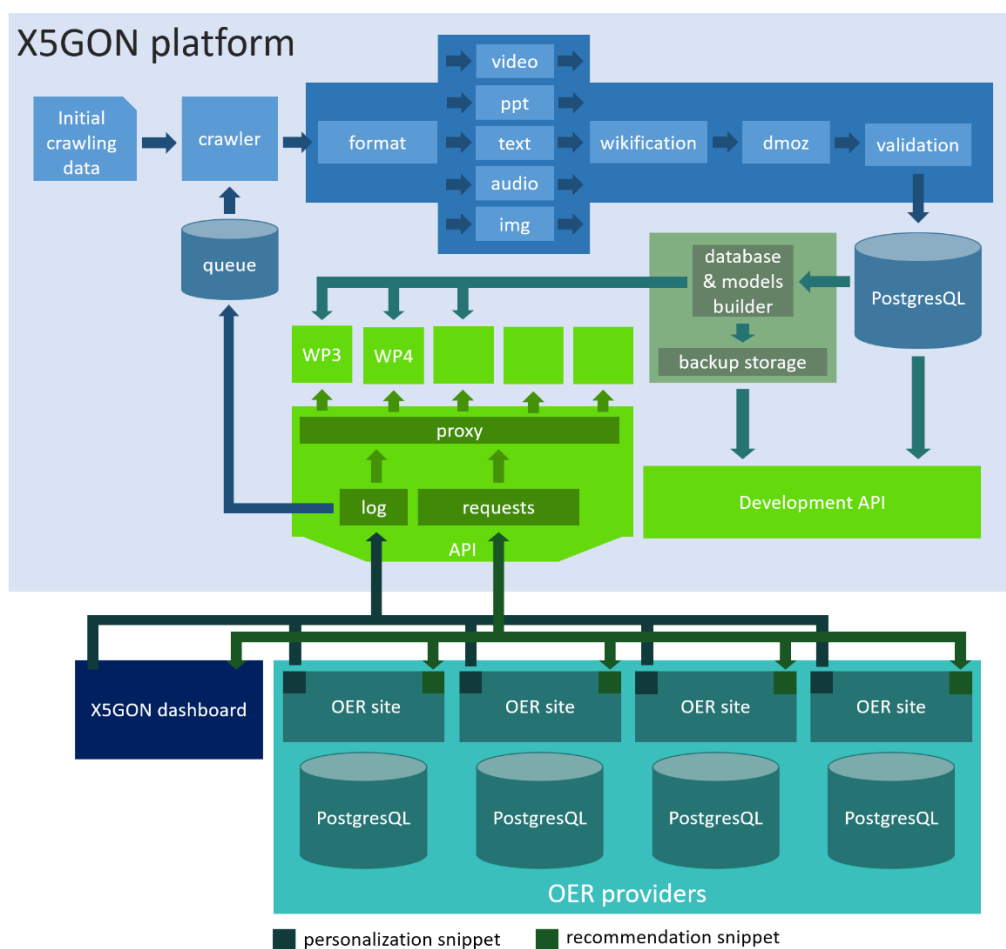 X5GON platform
Initial
crawling
data
crawler
format
video
ppt
text
audio
img
wikification
dmoz
validation
queue
database
& models
builder
backup storage
PostgresQL
WP3
WP4
proxy
log
requests
API
Development API
X5GON dashboard
OER site
OER site
OER site
OER site
PostgresQL
PostgresQL
PostgresQL
PostgresQL
OER providers
personalization snippet
recommendation snippet